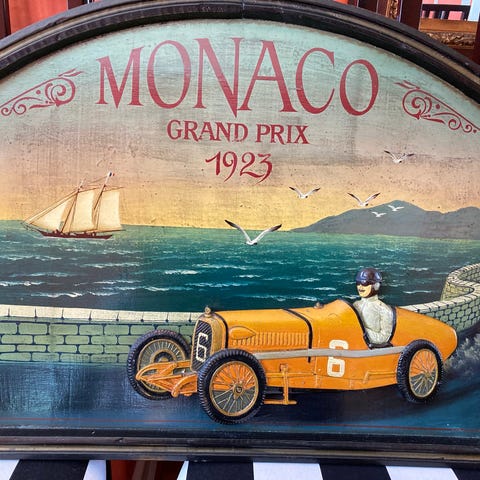 MONACO
GRAND PRIX
1923
6
6